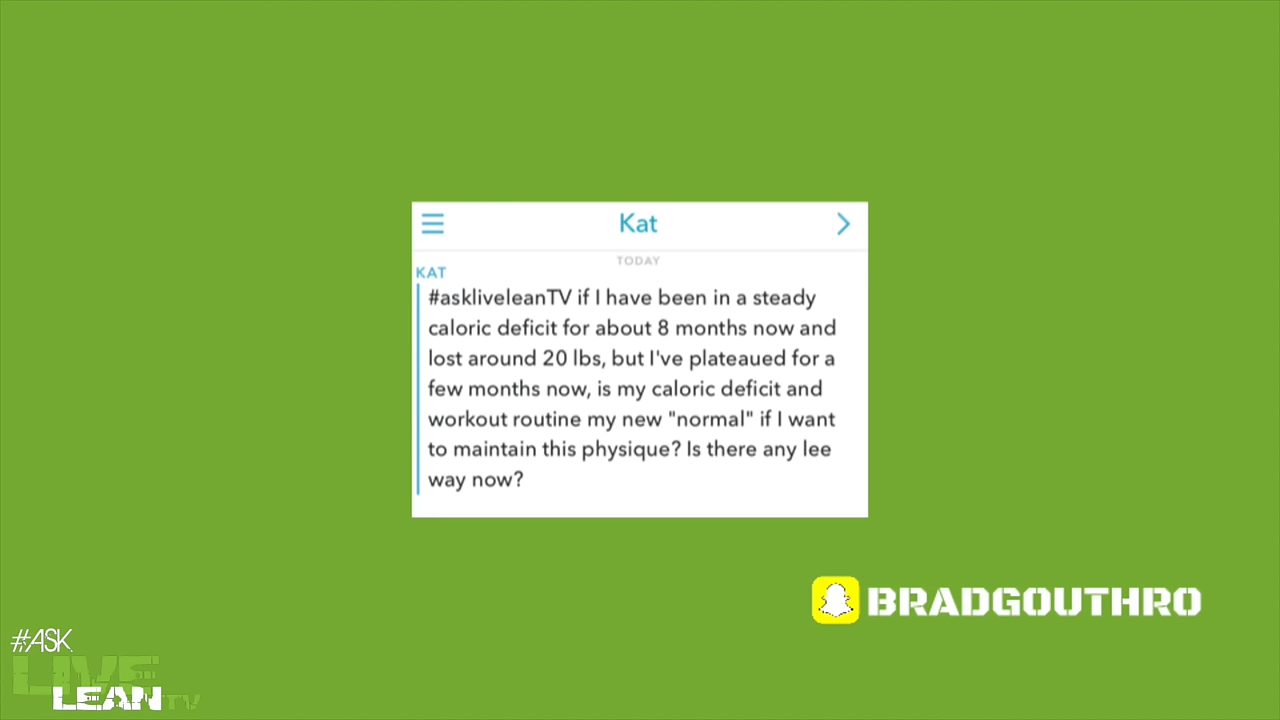 Kat
TODAY
KAT
#askliveleanTV if I have been in a steady
caloric deficit for about 8 months now and
lost around 20 lbs, but I've plateaued for a
few months now, is my caloric deficit and
workout routine my new "normal" if I want
to maintain this physique? Is there any lee
way now?
BRADGOUTHRO
#ASK
LIVE
LEAN TV